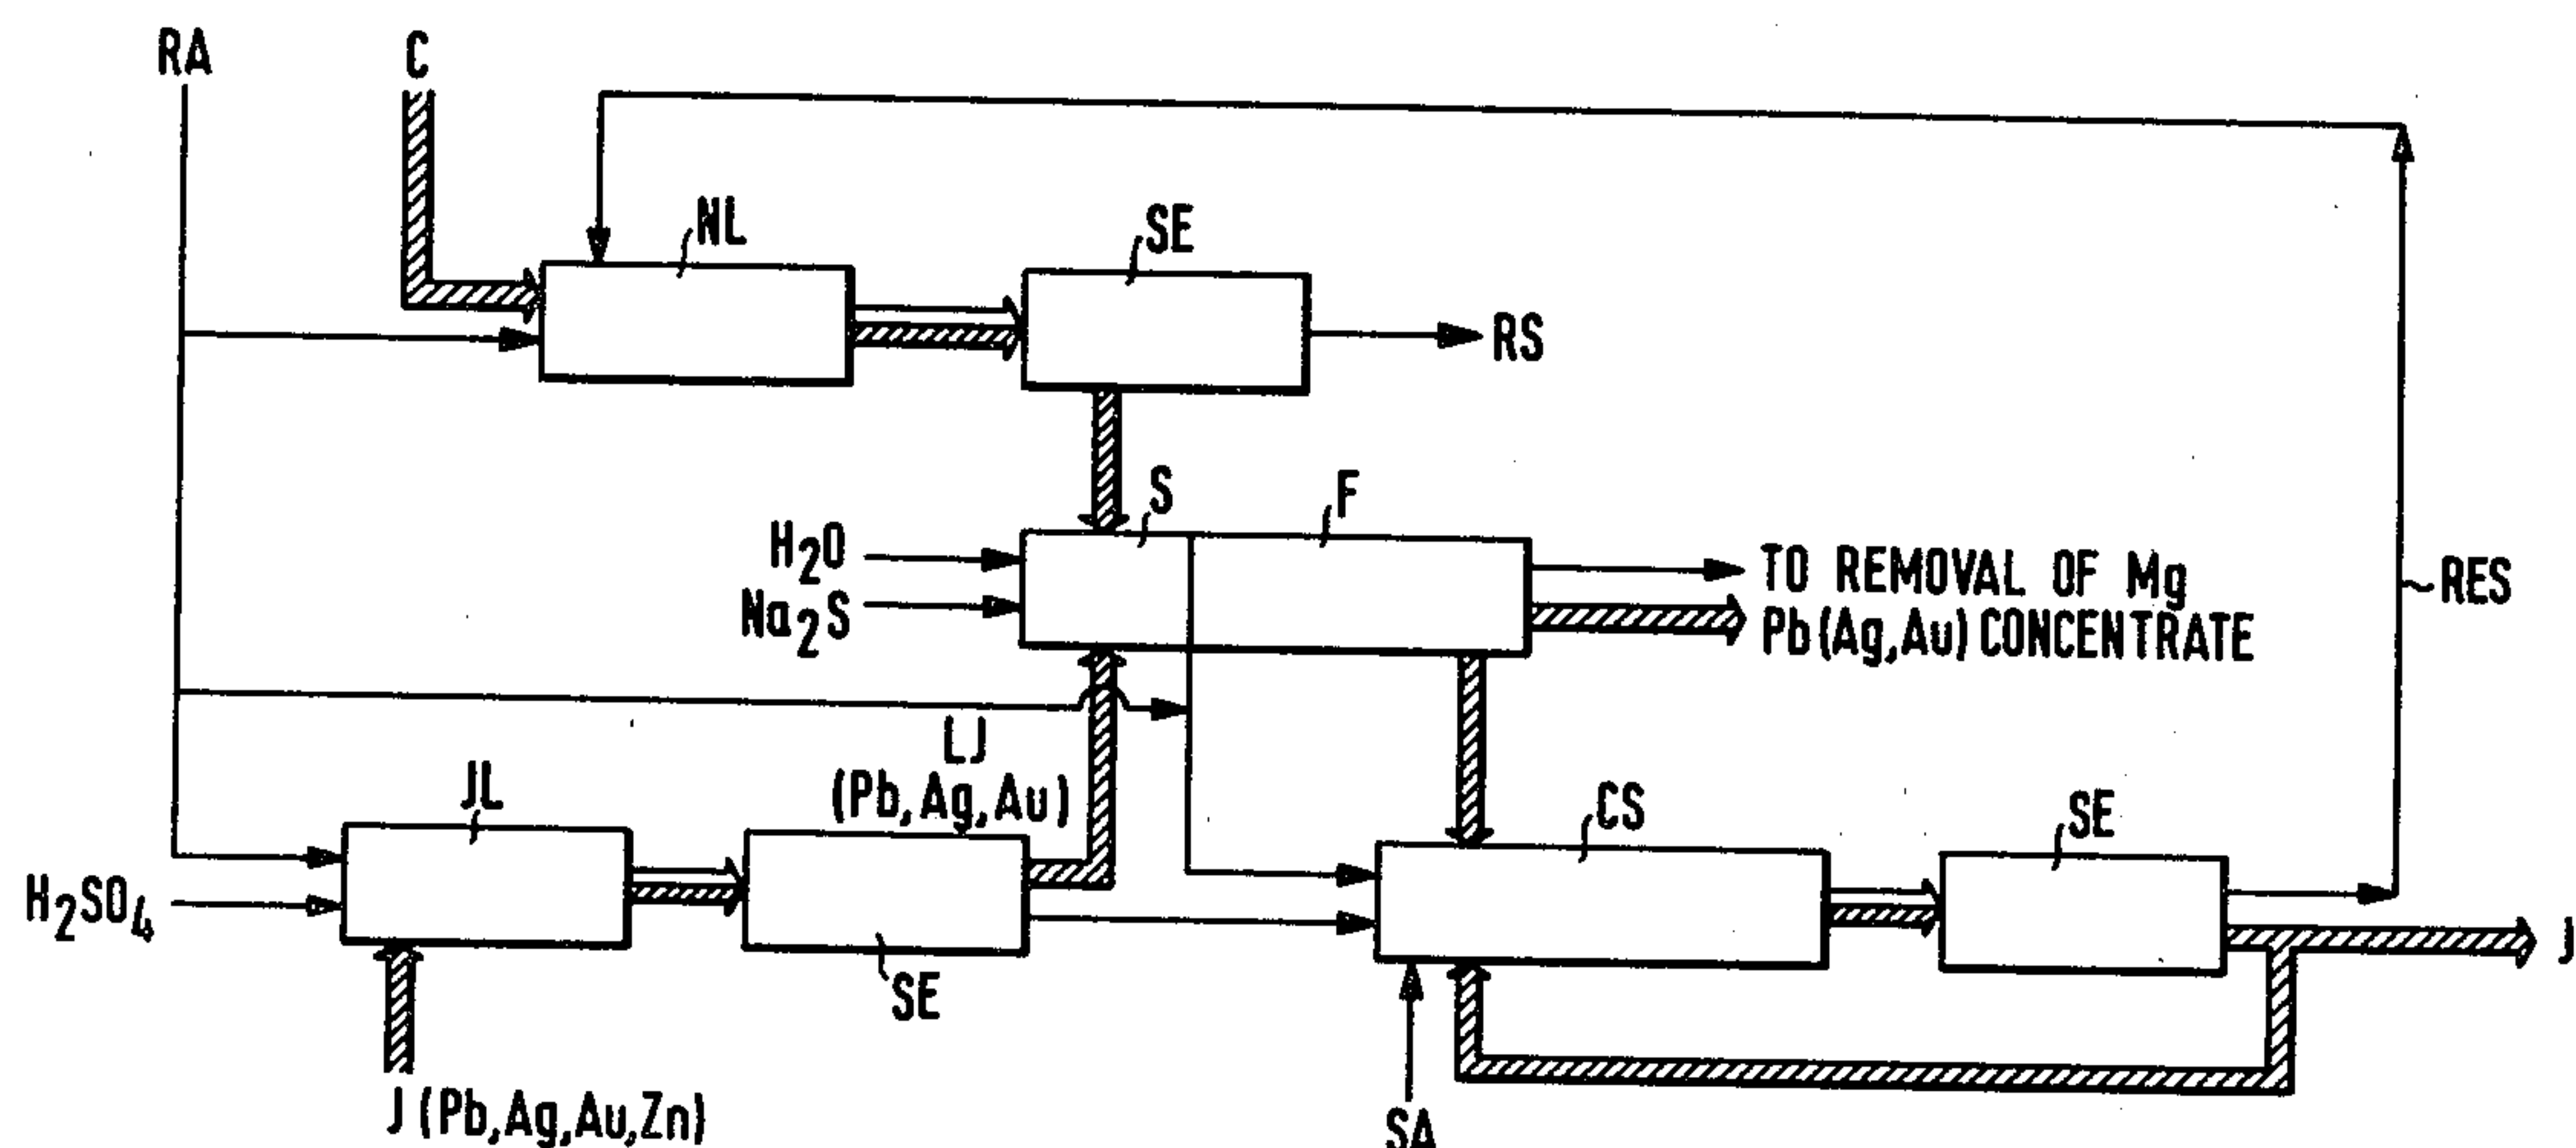 RA
C
NL
SE
RS
S
F
H2O
Na2S
TO REMOVAL OF Mg
Pb(Ag,Au) CONCENTRATE
RES
LJ
(Pb,Ag,Au)
JL
CS
SE
H2SO4
SE
J
J (Pb,Ag,Au,Zn)
SA